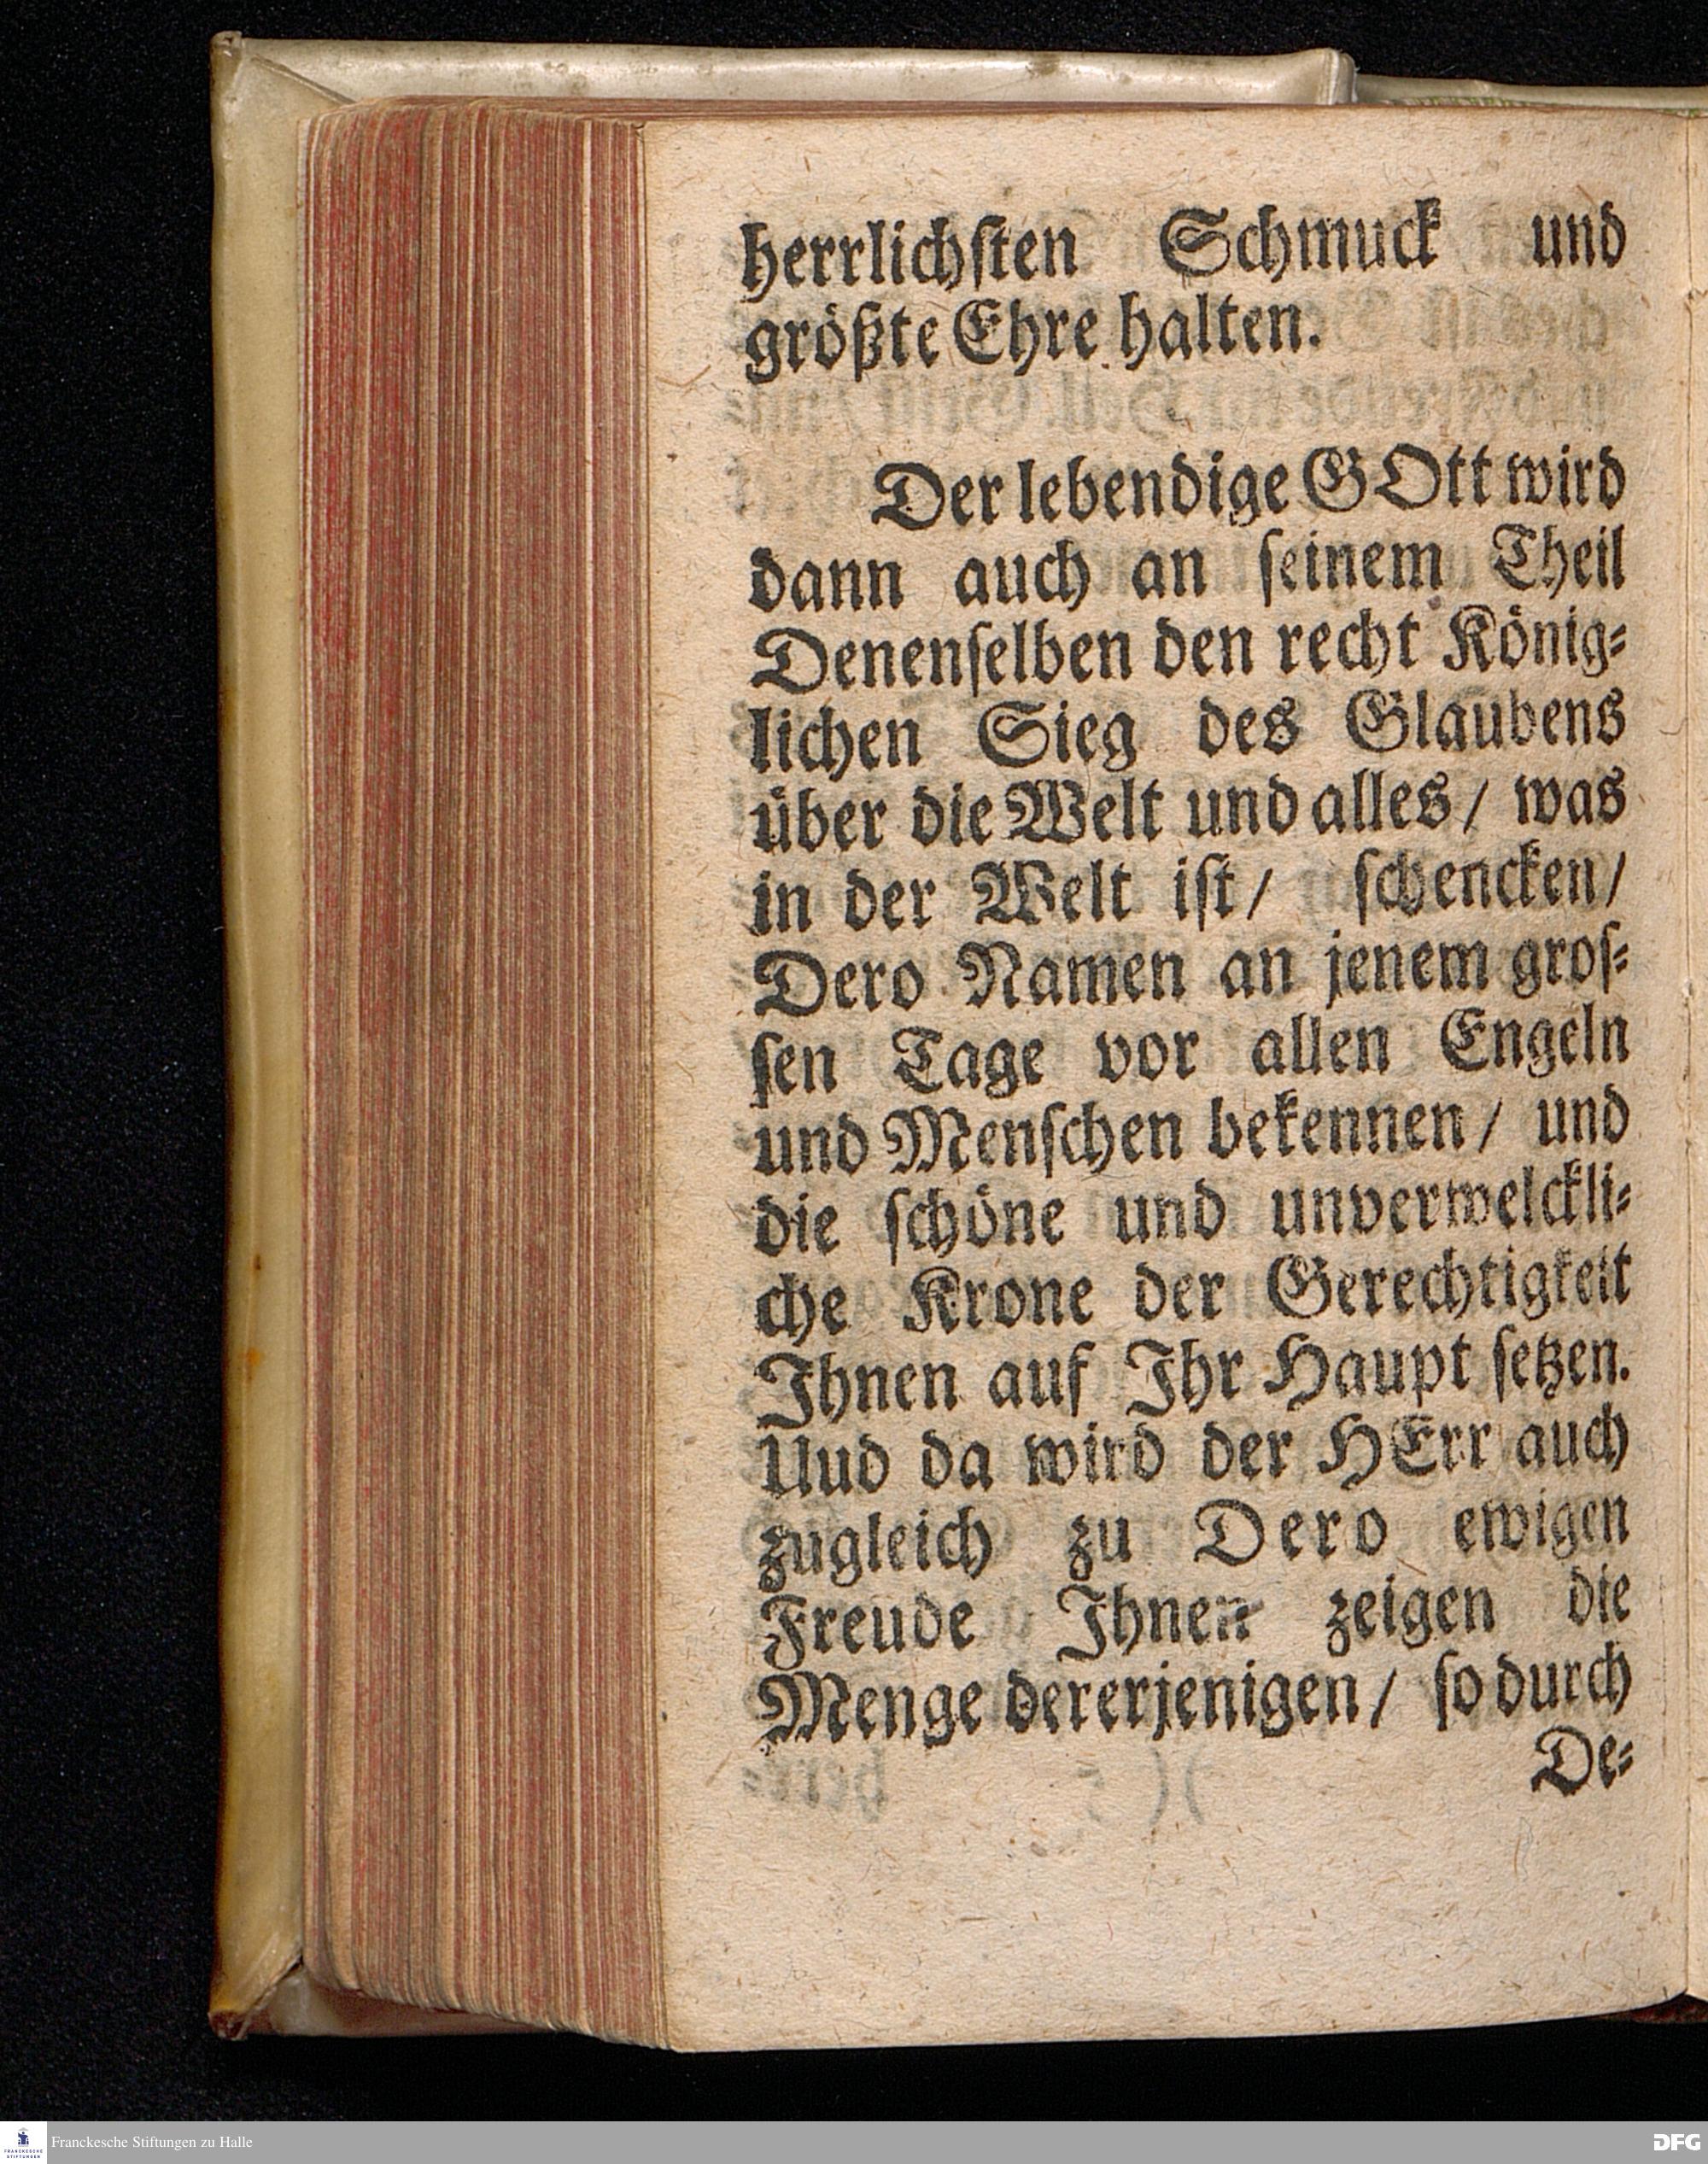 herrlichſten Schmuck und
größte Ehre halten.
Der lebendige GOtt wird
dann auch an ſeinem Theil
Denenſelben den recht König⸗
lichen Sieg des Glaubens
über die Welt und alles / was
in der Welt iſt / ſchencken /
Dero Namen an jenem groſ⸗
ſen Tage vor allen Engeln
und Menſchen bekennen / und
die ſchöne und unverwelckli⸗
che Krone der Gerechtigkeit
Ihnen auf Ihr Haupt ſetzen.
Uud da wird der HErr auch
zugleich zu Dero ewigen
Freude Ihnen zeigen die
Menge dererjenigen / ſo durch
De⸗
FRANCKESCHE
STIFTUNGEN
Franckesche Stiftungen zu Halle
DFG